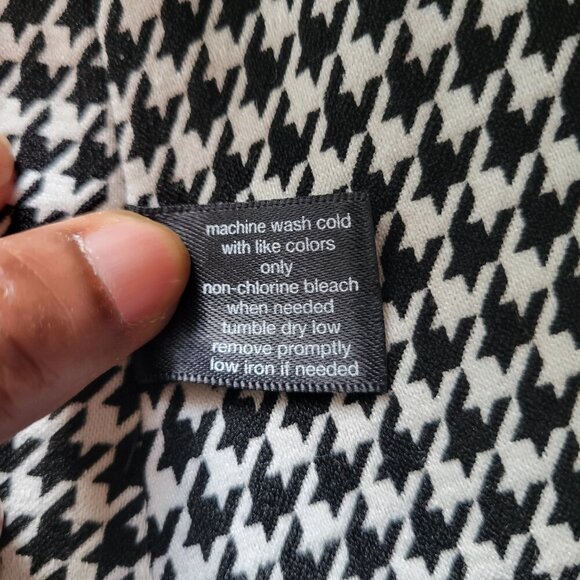 machine wash cold
with like colors
only
non-chlorine bleach
when needed
tumble dry low
remove promptly
low iron if needed